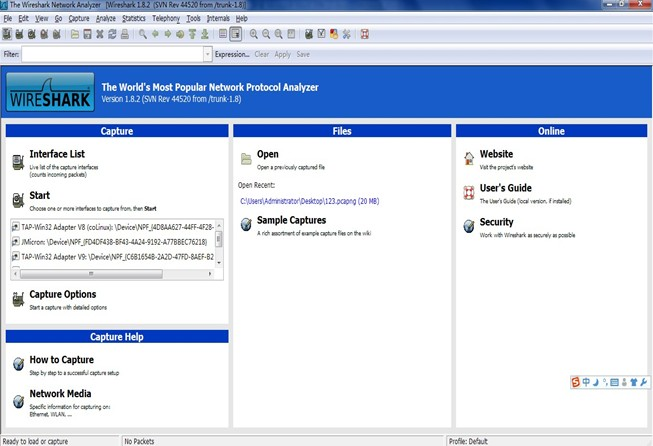 The Wireshark Network Analyzer [Wireshark 1.8.2 (SVN Rev 44520 from /trunk-1.8)]
File Edit View Go Capture Analyze Statistics Telephony Tools Internals Help
Filter: Expression... Clear Apply Save
WIRESHARK
The World's Most Popular Network Protocol Analyzer
Version 1.8.2 (SVN Rev 44520 from /trunk-1.8)
Capture
Interface List
Live list of the capture interfaces
(counts incoming packets)
Start
Choose one or more interfaces to capture from, then Start
TAP-Win32 Adapter V8 (coLinux): \Device\NPF_{4D8AA627-44FF-4F28-
JMicron: \Device\NPF_{FD4DF438-BF43-4A24-9192-A77BBEC76218}
TAP-Win32 Adapter V9: \Device\NPF_{C6B1654B-2A2D-47FD-8AEF-B2
Capture Options
Start a capture with detailed options
Capture Help
How to Capture
Step by step to a successful capture setup
Network Media
Specific information for capturing on:
Ethernet, WLAN, ...
Files
Open
Open a previously captured file
Open Recent:
C:\Users\Administrator\Desktop\123.pcapng (20 MB)
Sample Captures
A rich assortment of example capture files on the wiki
Online
Website
Visit the project's website
User's Guide
The User's Guide (local version, if installed)
Security
Work with Wireshark as securely as possible
中
Ready to load or capture
No Packets
Profile: Default